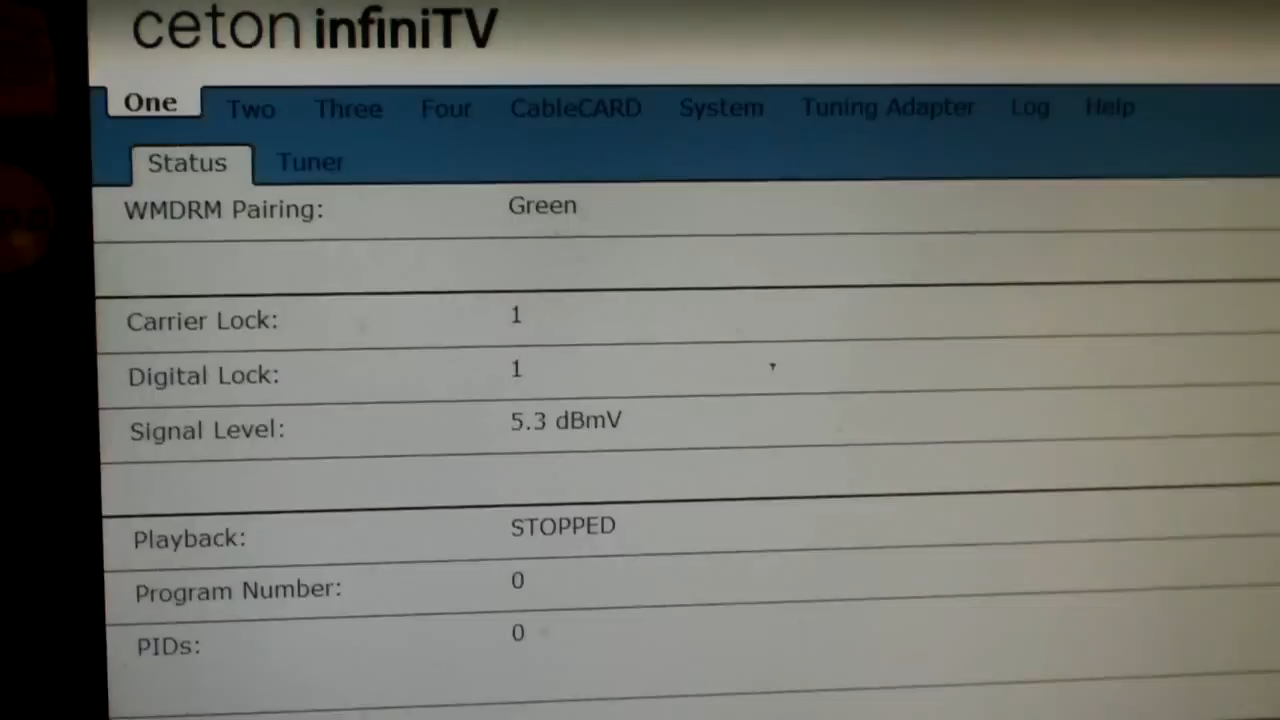 ceton infiniTV
One Two Three Four CableCARD System Tuning Adapter Log Help
Status Tuner
WMDRM Pairing: Green
Carrier Lock: 1
Digital Lock: 1
Signal Level: 5.3 dBmV
Playback: STOPPED
Program Number: 0
PIDs: 0